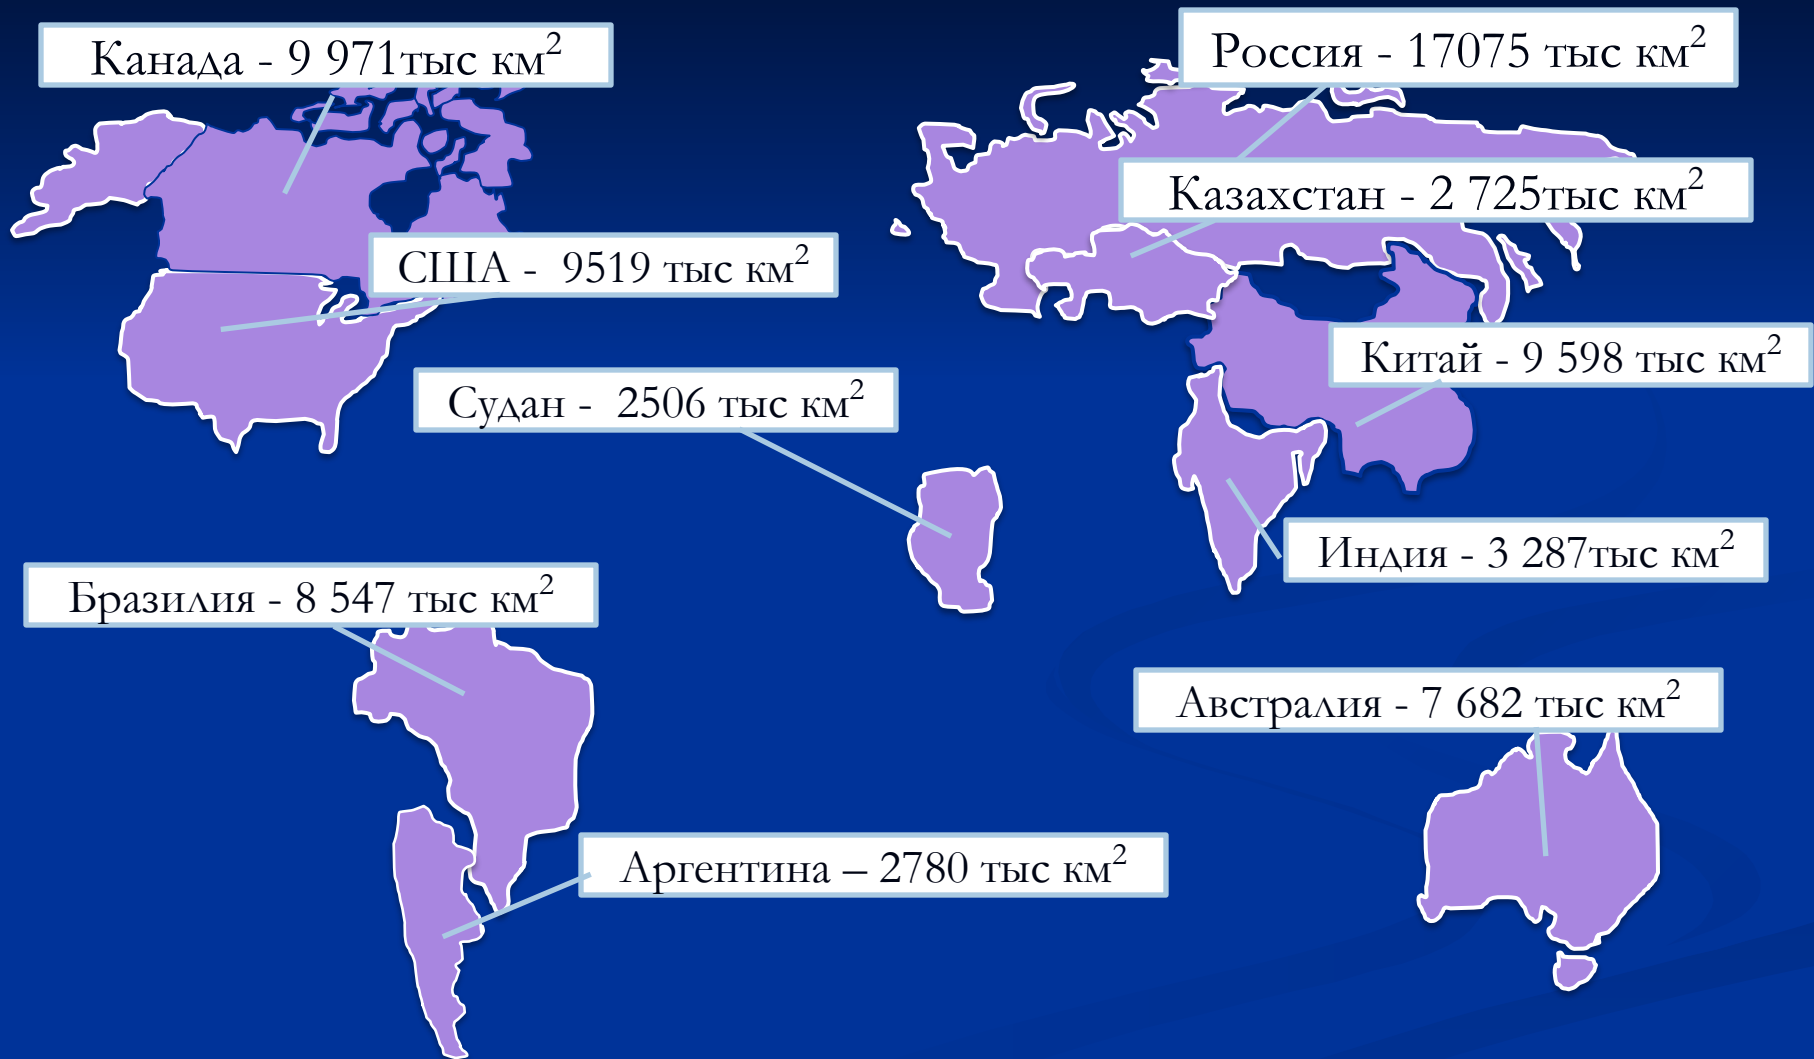 Канада - 9 971тыс км²
Россия - 17075 тыс км²
Казахстан - 2 725тыс км²
США -  9519 тыс км²
Китай - 9 598 тыс км²
Судан -  2506 тыс км²
Индия - 3 287тыс км²
Бразилия - 8 547 тыс км²
Австралия - 7 682 тыс км²
Аргентина – 2780 тыс км²